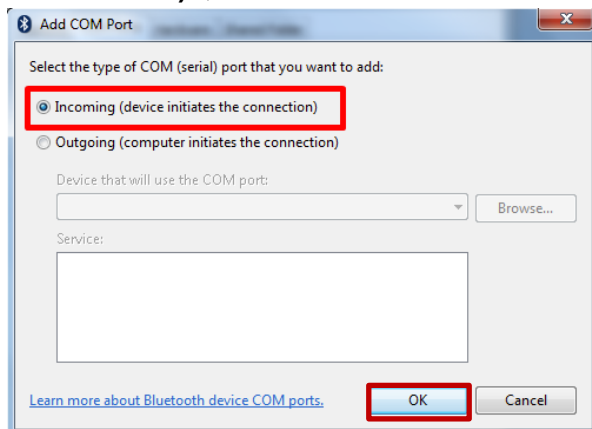 Add COM Port
Select the type of COM (serial) port that you want to add:
Incoming (device initiates the connection)
Outgoing (computer initiates the connection)
Device that will use the COM port:
Browse...
Service:
Learn more about Bluetooth device COM ports. OK Cancel